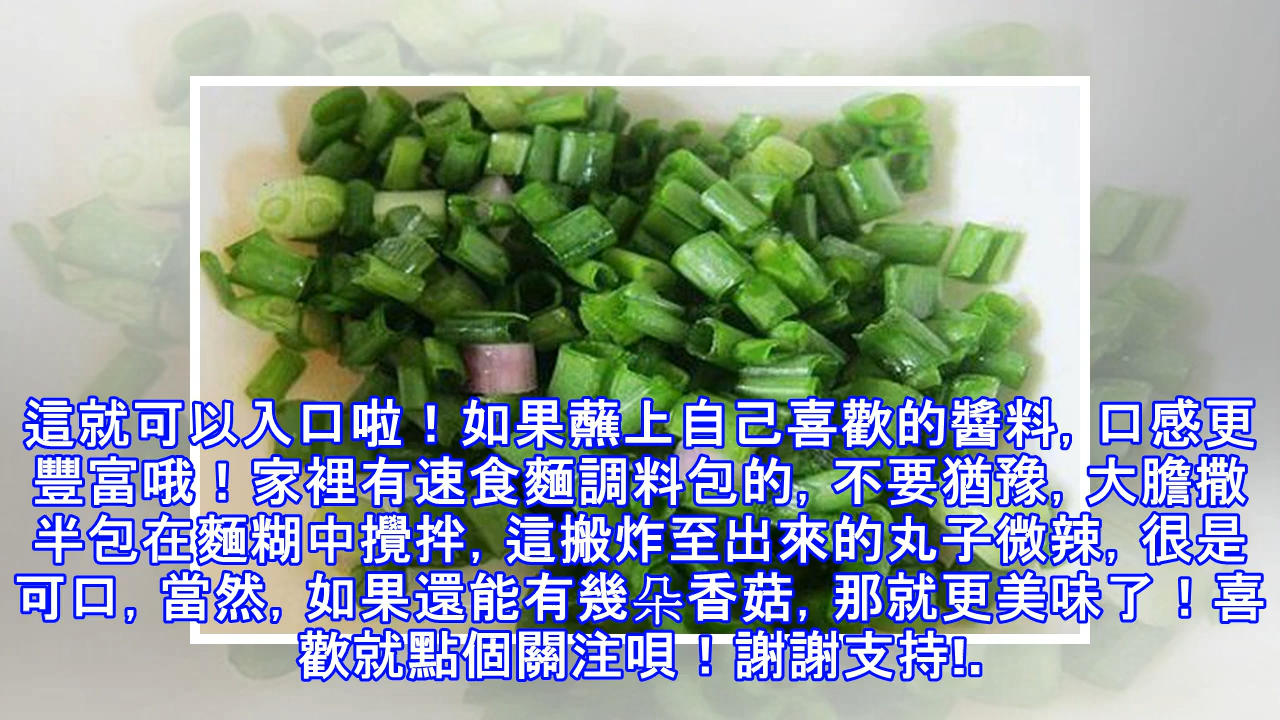 這就可以入口啦！如果蘸上自己喜歡的醬料, 口感更
豐富哦！家裡有速食麵調料包的, 不要猶豫, 大膽撒
半包在麵糊中攪拌, 這搬炸至出來的丸子微辣, 很是
可口, 當然, 如果還能有幾朵香菇, 那就更美味了！喜
歡就點個關注唄！謝謝支持!.